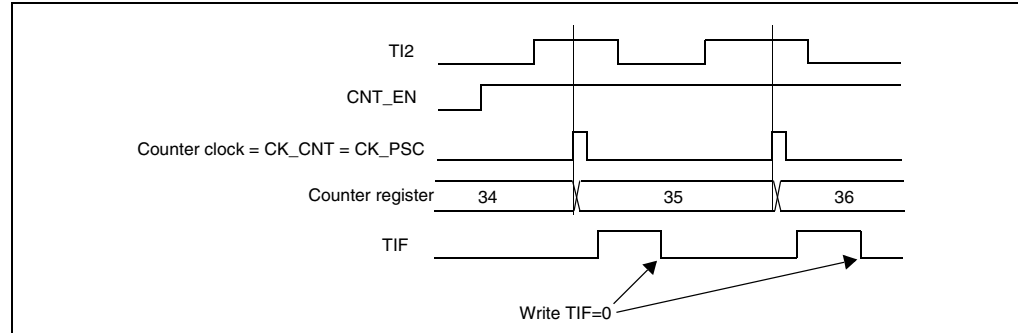 TI2
CNT_EN
Counter clock = CK_CNT = CK_PSC
Counter register 34 35 36
TIF
Write TIF=0